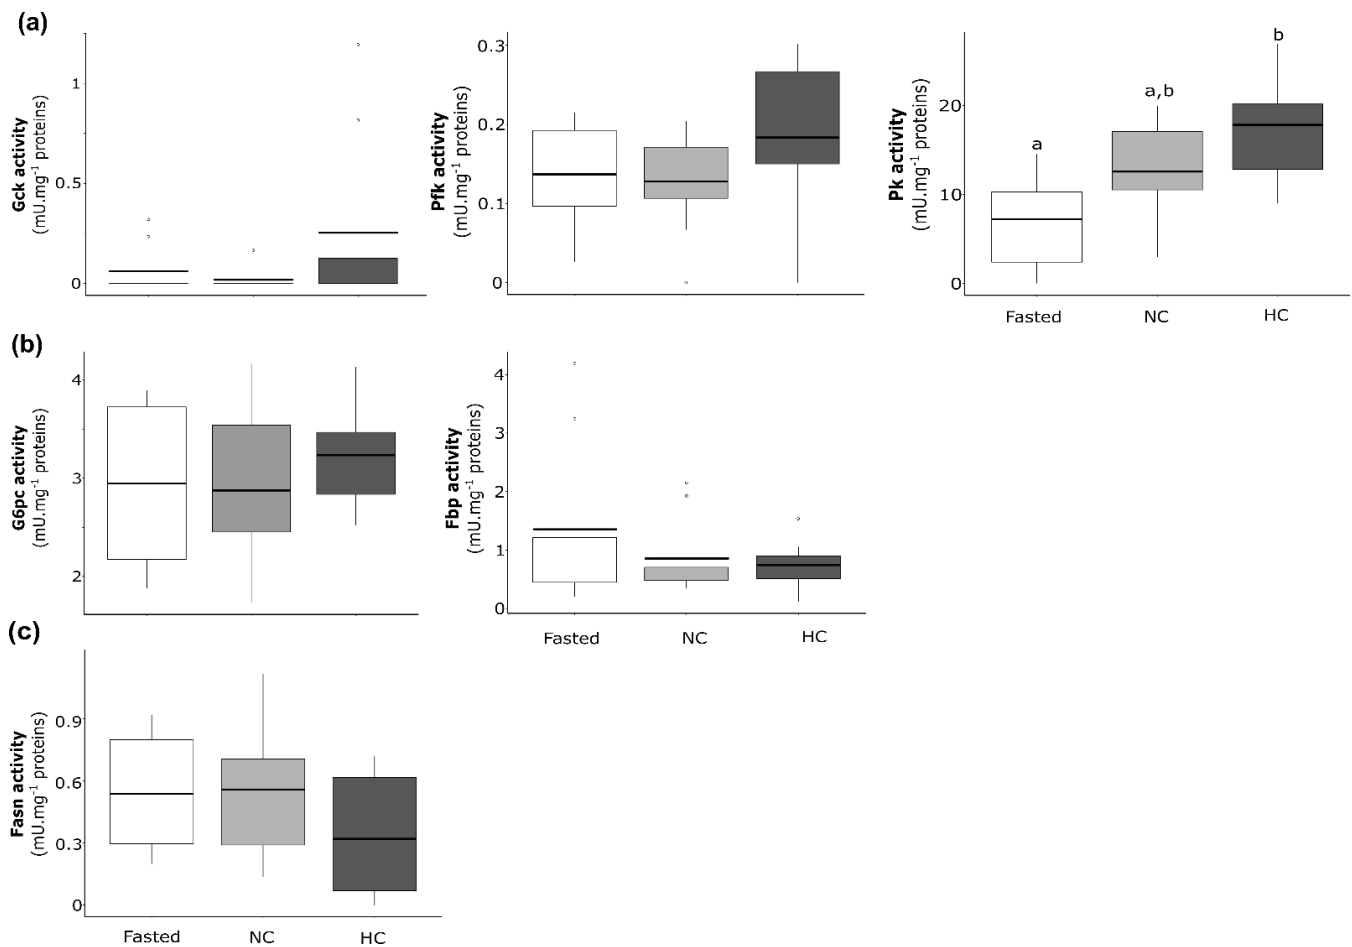 (a)
Gck activity
(mU.mg⁻¹ proteins)
1
0.5
0
Pfk activity
(mU.mg⁻¹ proteins)
0.3
0.2
0.1
0
Pk activity
(mU.mg⁻¹ proteins)
20
10
0
a
a,b
b
Fasted NC HC
(b)
G6pc activity
(mU.mg⁻¹ proteins)
4
3
2
Fbp activity
(mU.mg⁻¹ proteins)
4
3
2
1
0
Fasted NC HC
(c)
Fasn activity
(mU.mg⁻¹ proteins)
0.9
0.6
0.3
0
Fasted NC HC